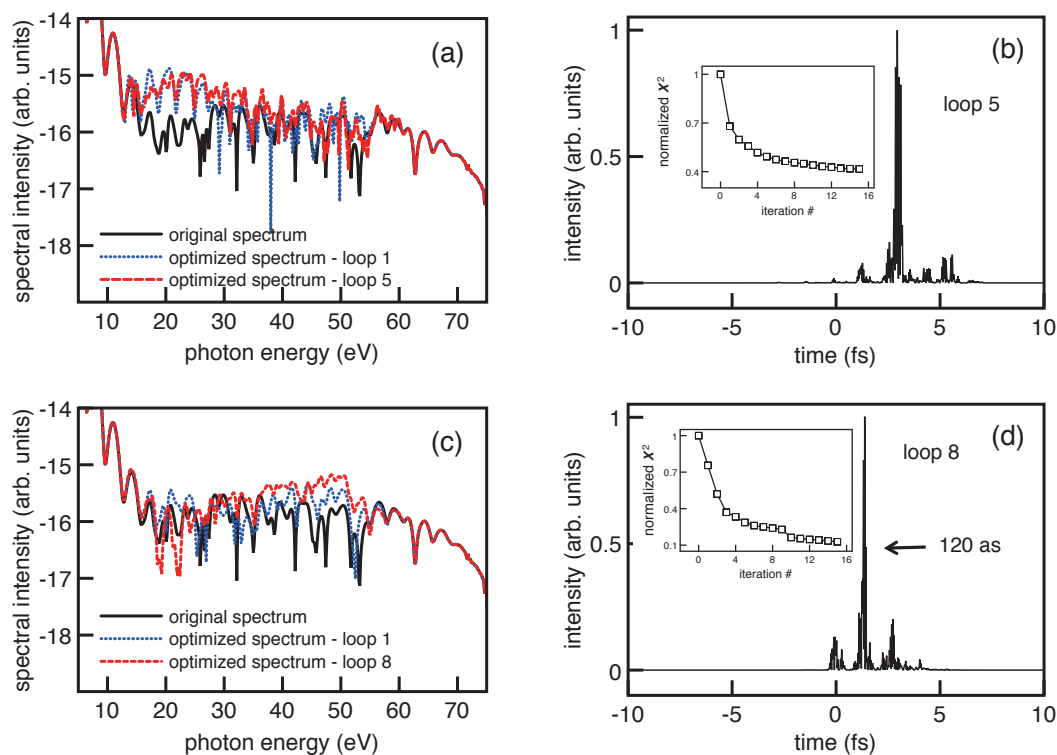 (a)
spectral intensity (arb. units)
-14
-15
-16
-17
-18
original spectrum
optimized spectrum - loop 1
optimized spectrum - loop 5
10 20 30 40 50 60 70
photon energy (eV)
(b)
intensity (arb. units)
1
0.5
0
loop 5
normalized χ²
1
0.7
0.4
0 4 8 12 16
iteration #
-10 -5 0 5 10
time (fs)
(c)
spectral intensity (arb. units)
-14
-15
-16
-17
-18
original spectrum
optimized spectrum - loop 1
optimized spectrum - loop 8
10 20 30 40 50 60 70
photon energy (eV)
(d)
intensity (arb. units)
1
0.5
0
loop 8
120 as
normalized χ²
1
0.7
0.4
0.1
0 4 8 12 16
iteration #
-10 -5 0 5 10
time (fs)